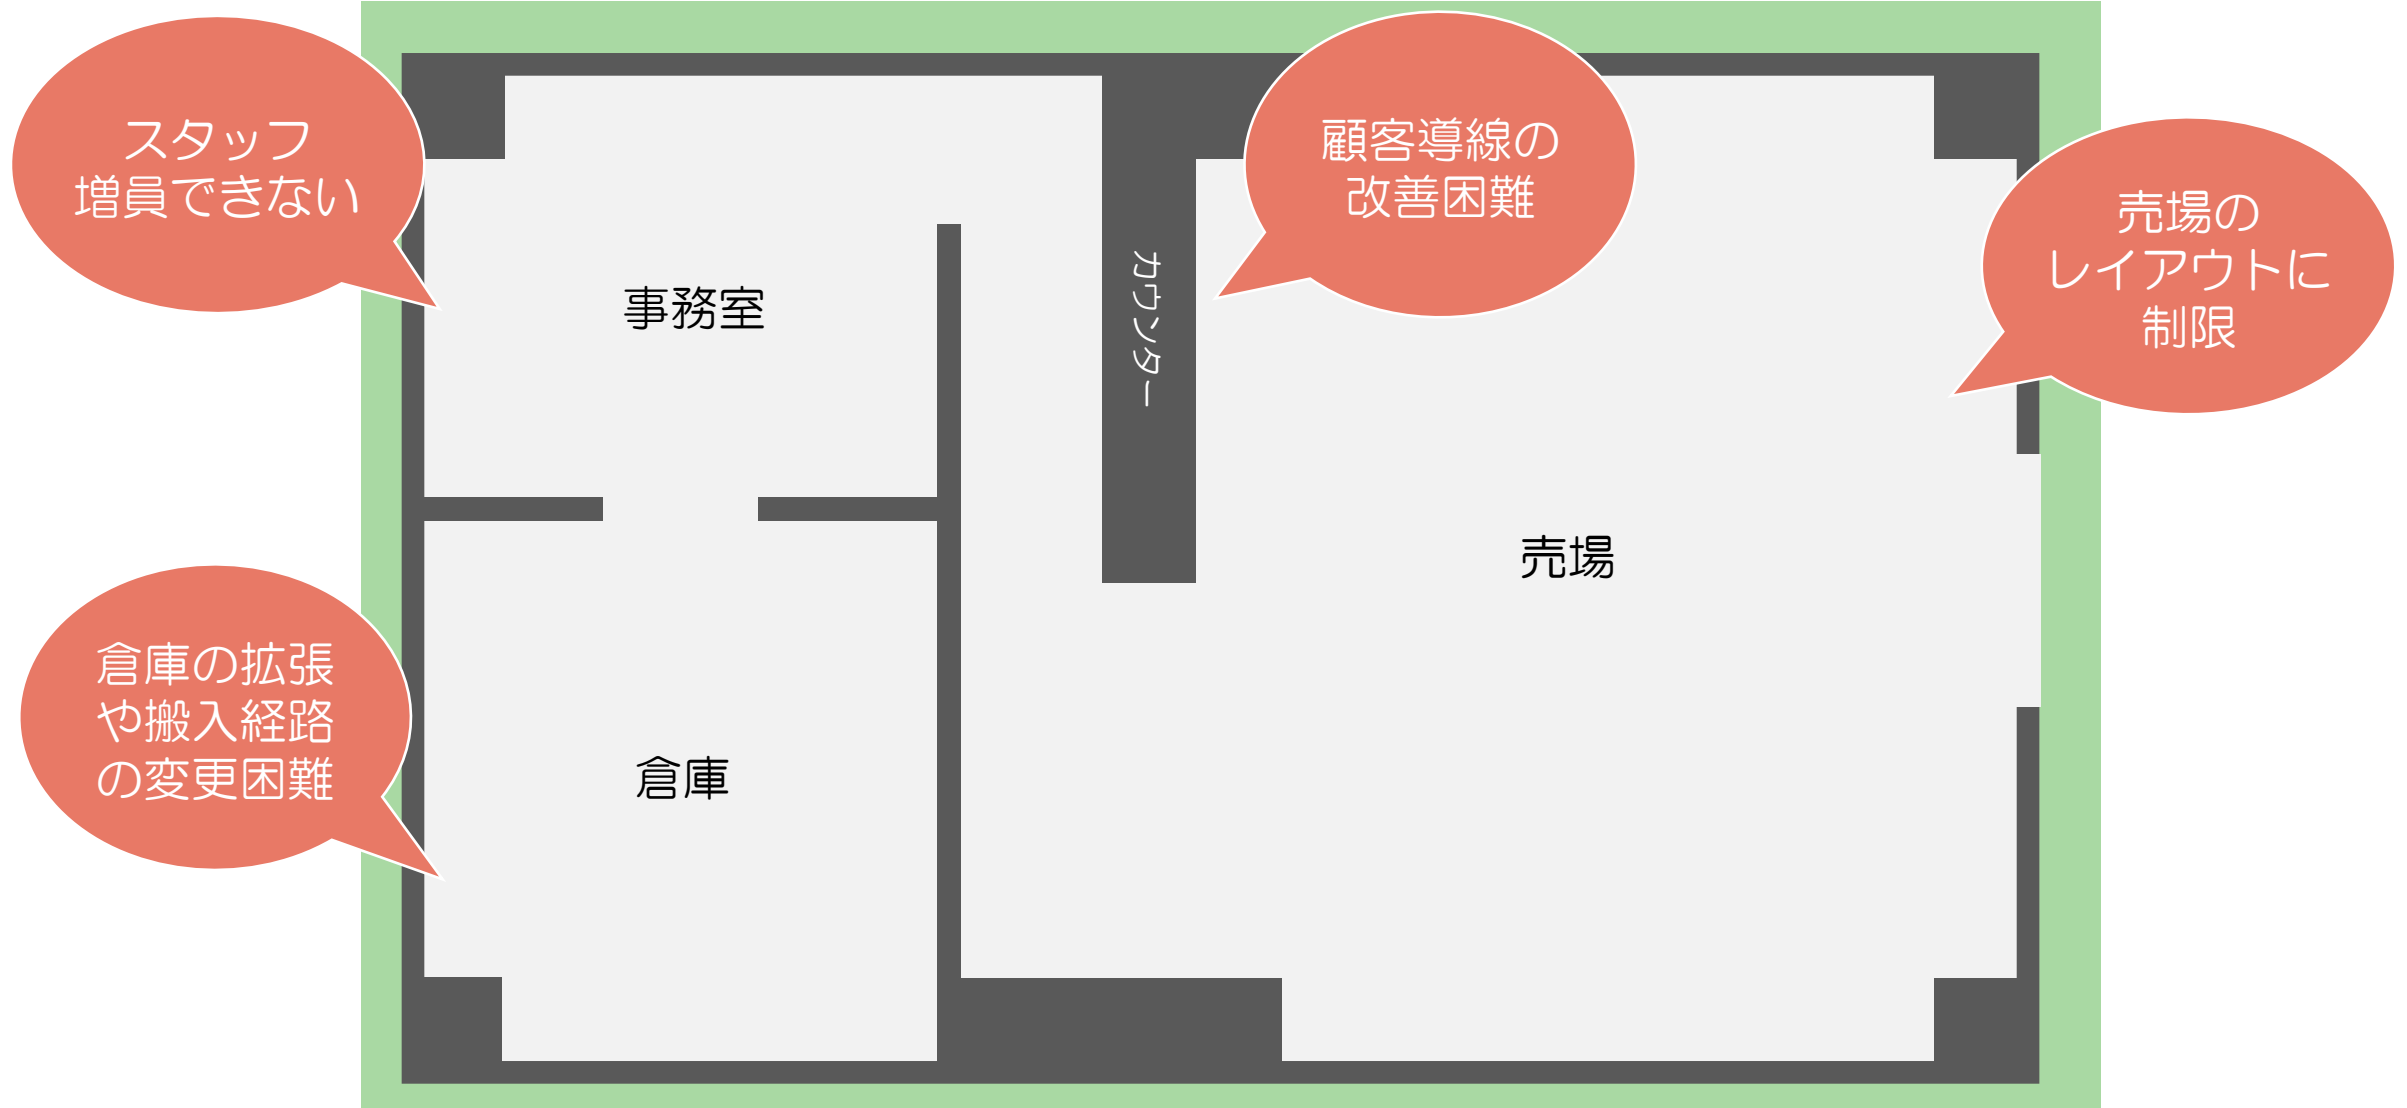 スタッフ
増員できない
顧客導線の
改善困難
売場の
レイアウトに
制限
事務室
カウンター
売場
倉庫の拡張
や搬入経路
の変更困難
倉庫